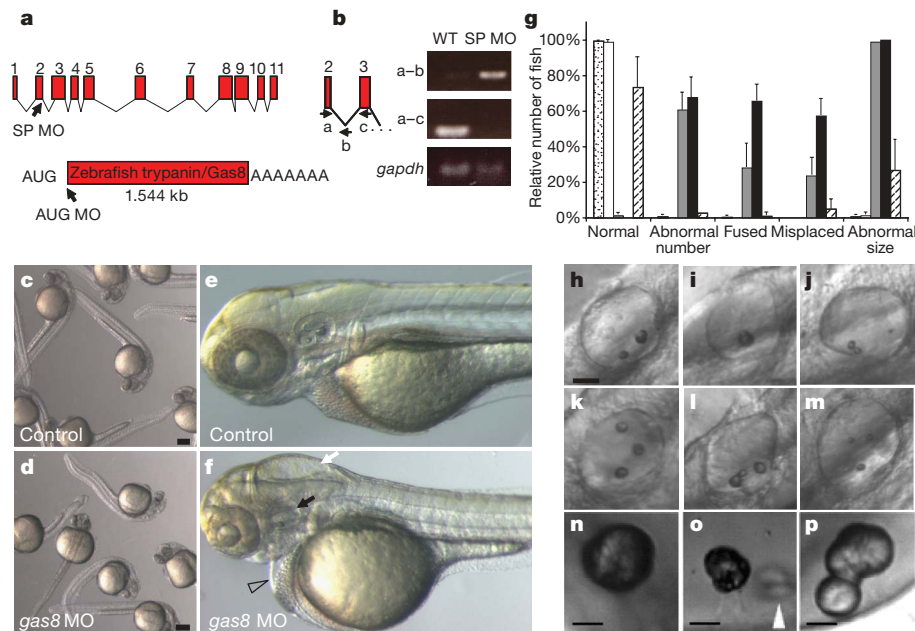 a
1 2 3 4 5 6 7 8 9 10 11
SP MO
AUG
Zebrafish trypanin/Gas8
AAAAAAA
1.544 kb
AUG MO
b
WT SP MO
2 3
a–b
a c ...
b
a–c
gapdh
g
Relative number of fish
100%
80%
60%
40%
20%
0%
Normal
Abnormal number
Fused
Misplaced
Abnormal size
c
Control
d
gas8 MO
e
Control
f
gas8 MO
h
i
j
k
l
m
n
o
p